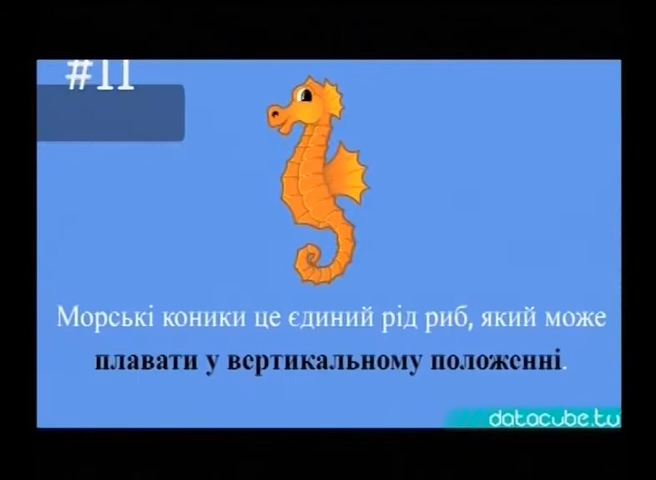 #11
Морські коники це єдиний рід риб, який може
плавати у вертикальному положенні.
datacube.tv